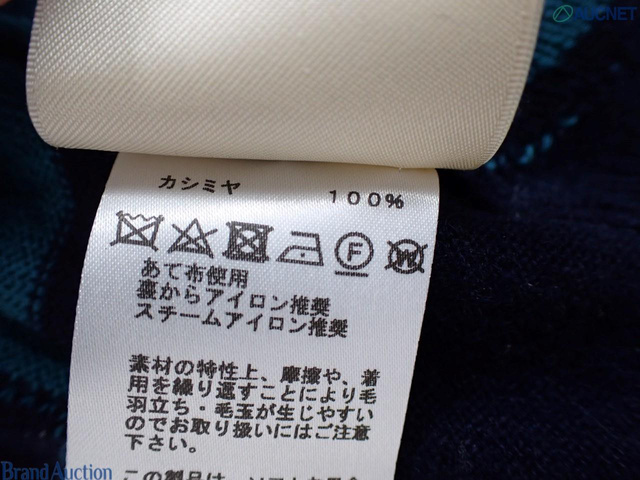 AUCNET
カシミヤ 100%
F W
あて布使用
裏からアイロン推奨
スチームアイロン推奨
素材の特性上、摩擦や、着
用を繰り返すことにより毛
羽立ち・毛玉が生じやすい
のでお取り扱いにはご注意
下さい。
この製品は、
Brand Auction